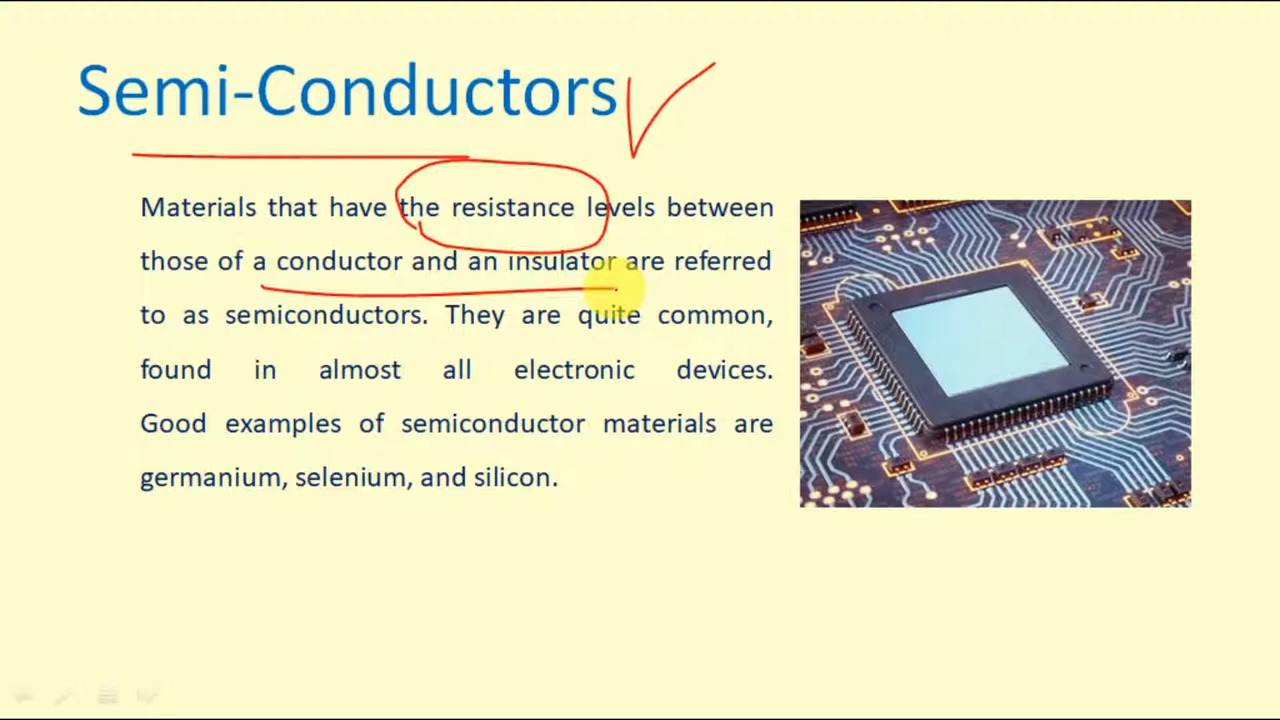 Semi-Conductors
Materials that have the resistance levels between
those of a conductor and an insulator are referred
to as semiconductors. They are quite common,
found in almost all electronic devices.
Good examples of semiconductor materials are
germanium, selenium, and silicon.